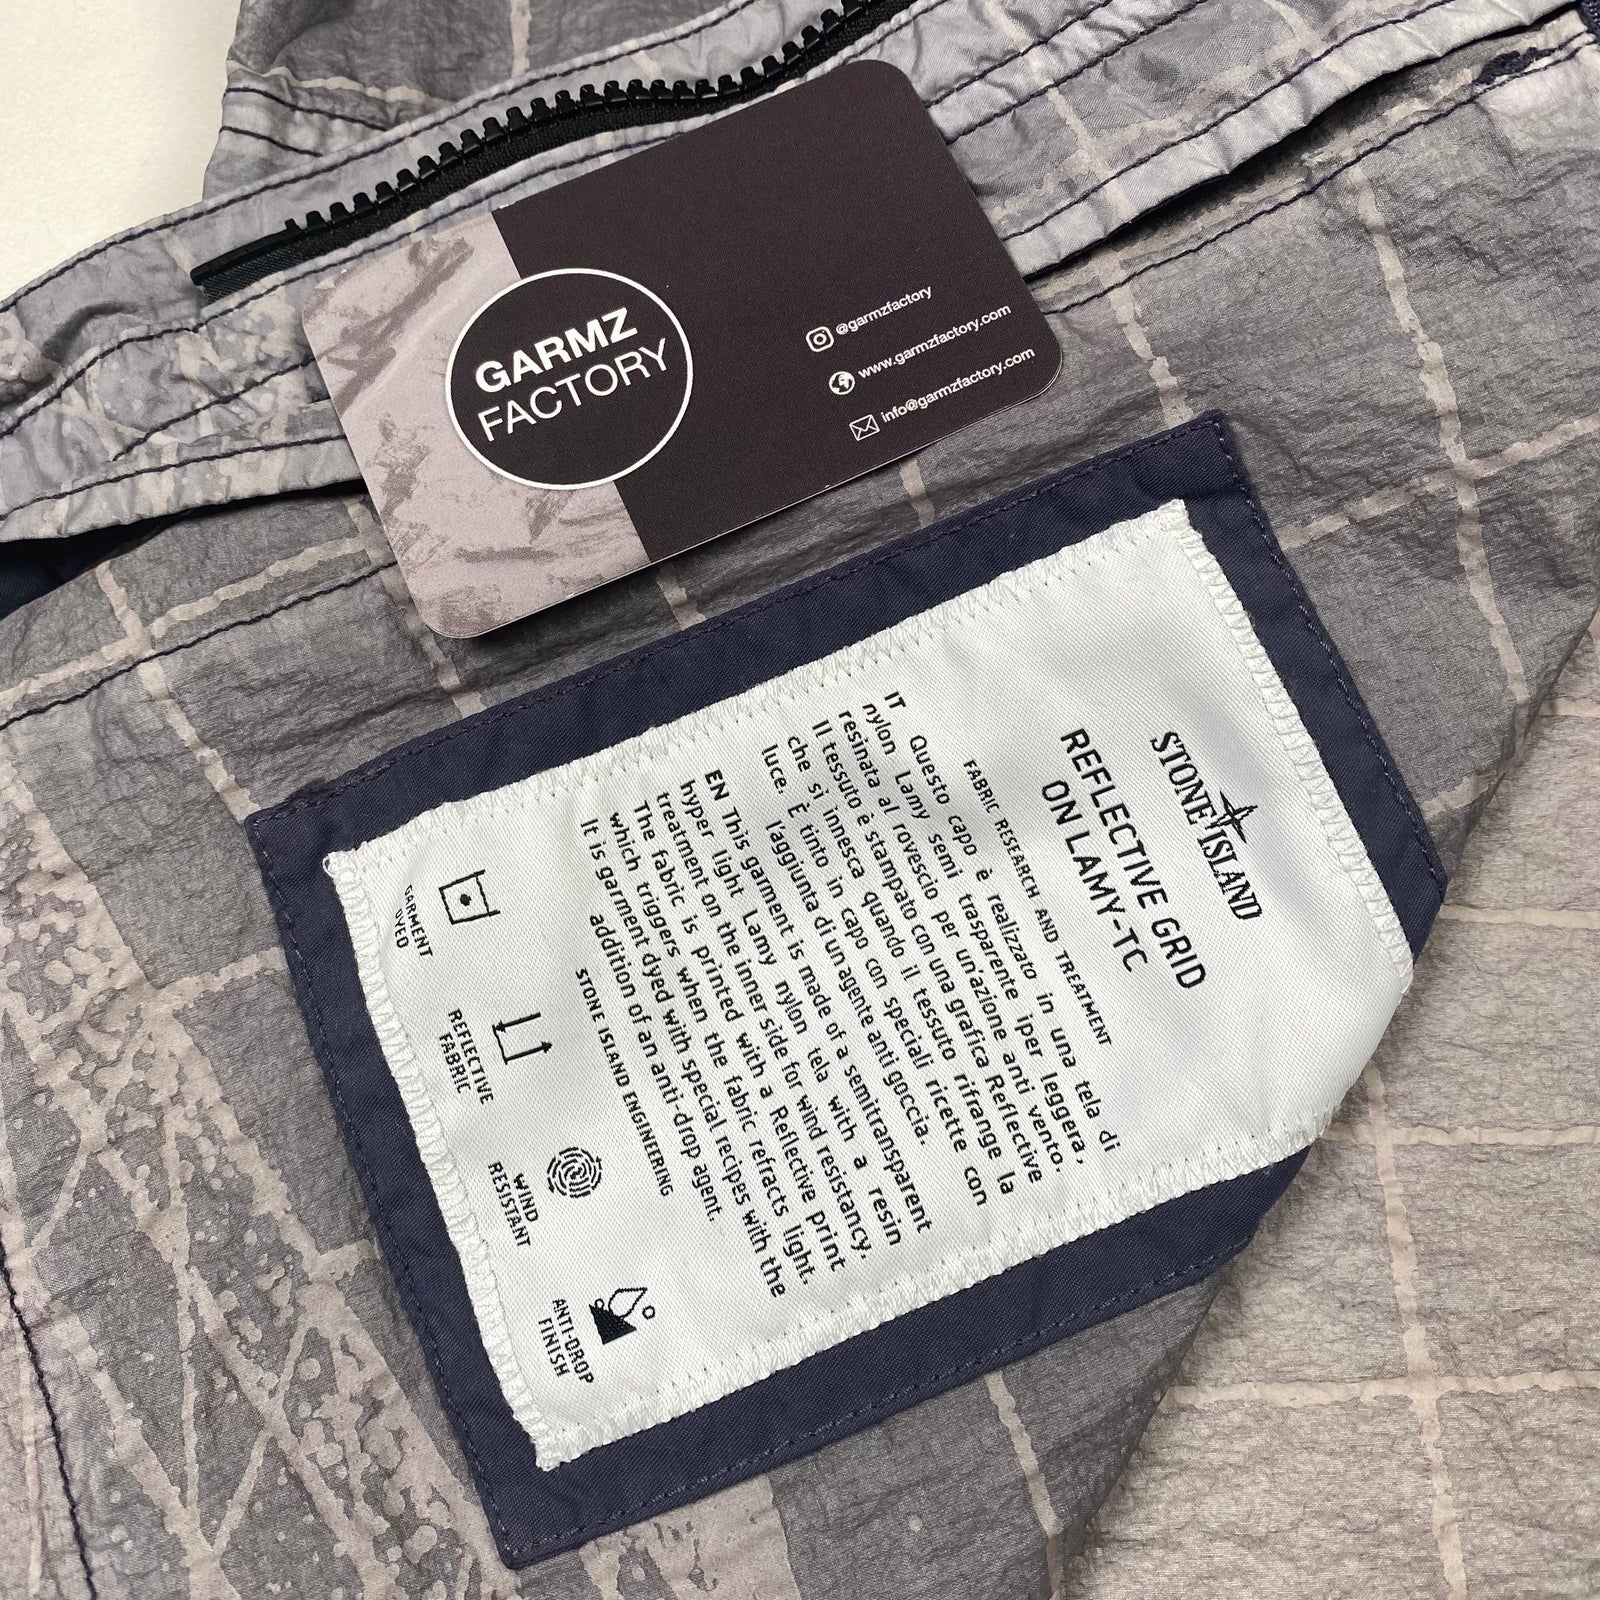 GARMZ
FACTORY
@garmzfactory
www.garmzfactory.com
info@garmzfactory.com
STONE ISLAND
REFLECTIVE GRID
ON LAMY-TC
FABRIC RESEARCH AND TREATMENT
IT Questo capo è realizzato in una tela di
nylon Lamy semi trasparente iper leggera,
resinata al rovescio per un'azione anti vento.
Il tessuto è stampato con una grafica Reflective
che si innesca quando il tessuto rifrange la
luce. È tinto in capo con speciali ricette con
l'aggiunta di un agente anti goccia.
EN This garment is made of a semitransparent
hyper light Lamy nylon tela with a resin
treatment on the inner side for wind resistancy.
The fabric is printed with a Reflective print
which triggers when the fabric refracts light.
It is garment dyed with special recipes with the
addition of an anti-drop agent.
STONE ISLAND ENGINEERING
GARMENT
DYED
REFLECTIVE
FABRIC
WIND
RESISTANT
ANTI-DROP
FINISH